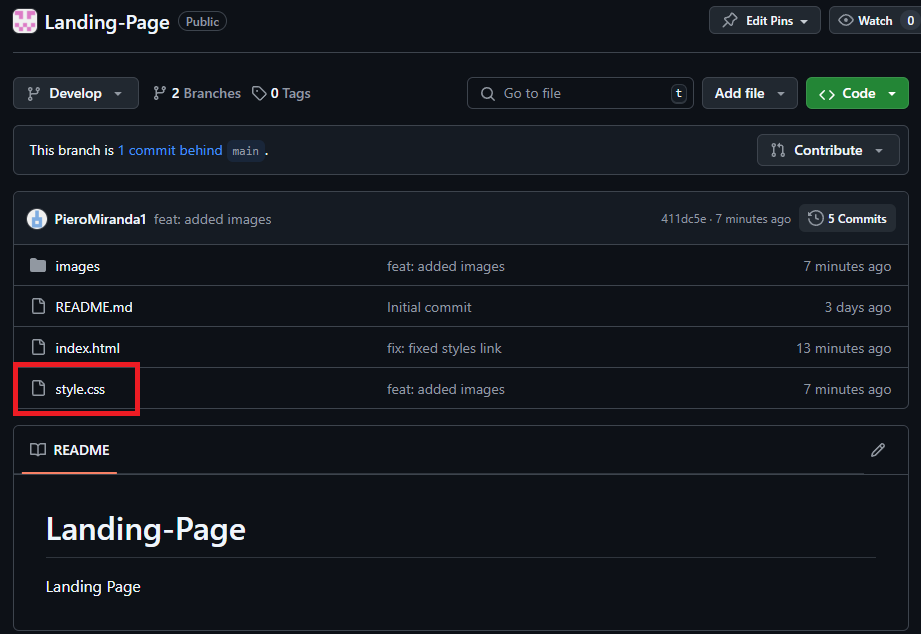 Landing-Page Public Edit Pins Watch 0
Develop 2 Branches 0 Tags Go to file t Add file Code
This branch is 1 commit behind main . Contribute
PieroMiranda1 feat: added images 411dc5e · 7 minutes ago 5 Commits
images feat: added images 7 minutes ago
README.md Initial commit 3 days ago
index.html fix: fixed styles link 13 minutes ago
style.css feat: added images 7 minutes ago
README
Landing-Page
Landing Page